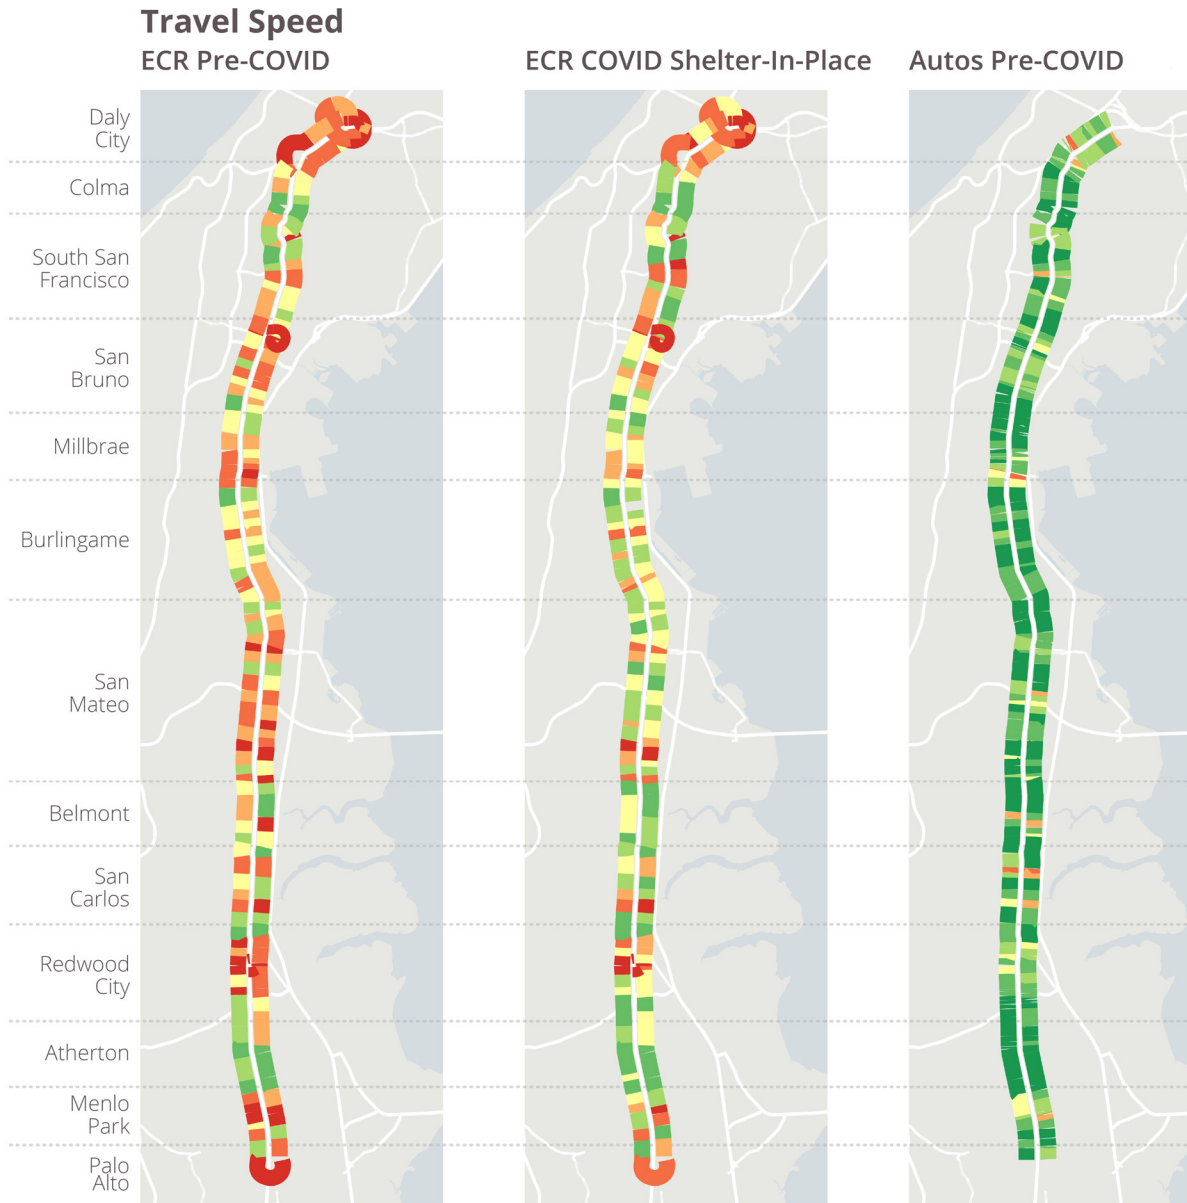 Travel Speed
ECR Pre-COVID
ECR COVID Shelter-In-Place
Autos Pre-COVID
Daly
City
Colma
South San
Francisco
San
Bruno
Millbrae
Burlingame
San
Mateo
Belmont
San
Carlos
Redwood
City
Atherton
Menlo
Park
Palo
Alto